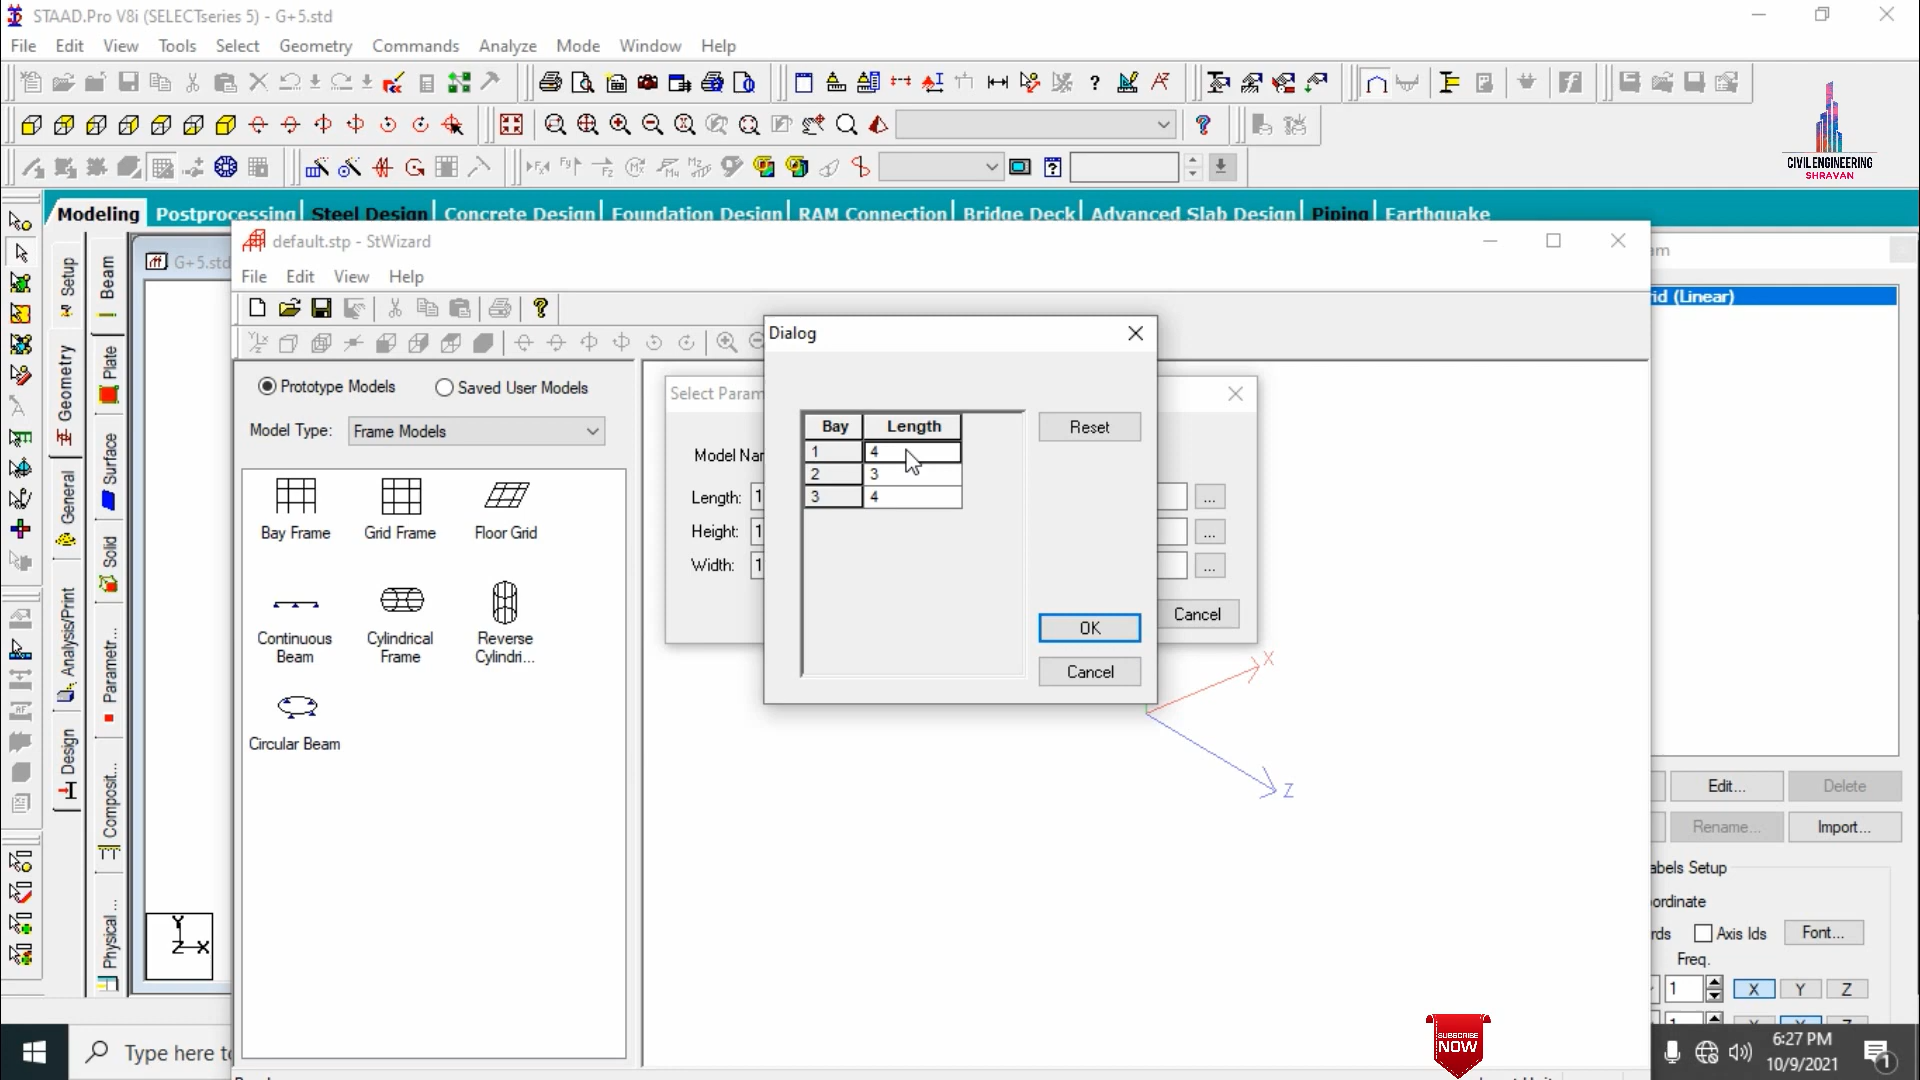 STAAD.Pro V8i (SELECTseries 5) - G+5.std
File Edit View Tools Select Geometry Commands Analyze Mode Window Help
CIVIL ENGINEERING
SHRAVAN
Modeling Postprocessing Steel Design Concrete Design Foundation Design RAM Connection Bridge Deck Advanced Slab Design Piping Earthquake
Setup
Geometry
General
Analysis/Print
Design
Beam
Plate
Surface
Solid
Parametr...
Composit...
Physical ...
G+5.std
default.stp - StWizard
File Edit View Help
Prototype Models Saved User Models
Model Type: Frame Models
Bay Frame Grid Frame Floor Grid
Continuous Beam
Cylindrical Frame
Reverse Cylindri...
Circular Beam
Select Param
Model Nam
Length: 1 ...
Height: 1 ...
Width: 1 ...
Cancel
Dialog
Bay Length
1 4
2 3
3 4
Reset
OK
Cancel
X
Z
Y
Z X
am
id (Linear)
Edit... Delete
Rename... Import...
abels Setup
ordinate
rds Axis Ids Font...
Freq.
1 X Y Z
SUBSCRIBE
NOW
Type here t
6:27 PM
10/9/2021
1